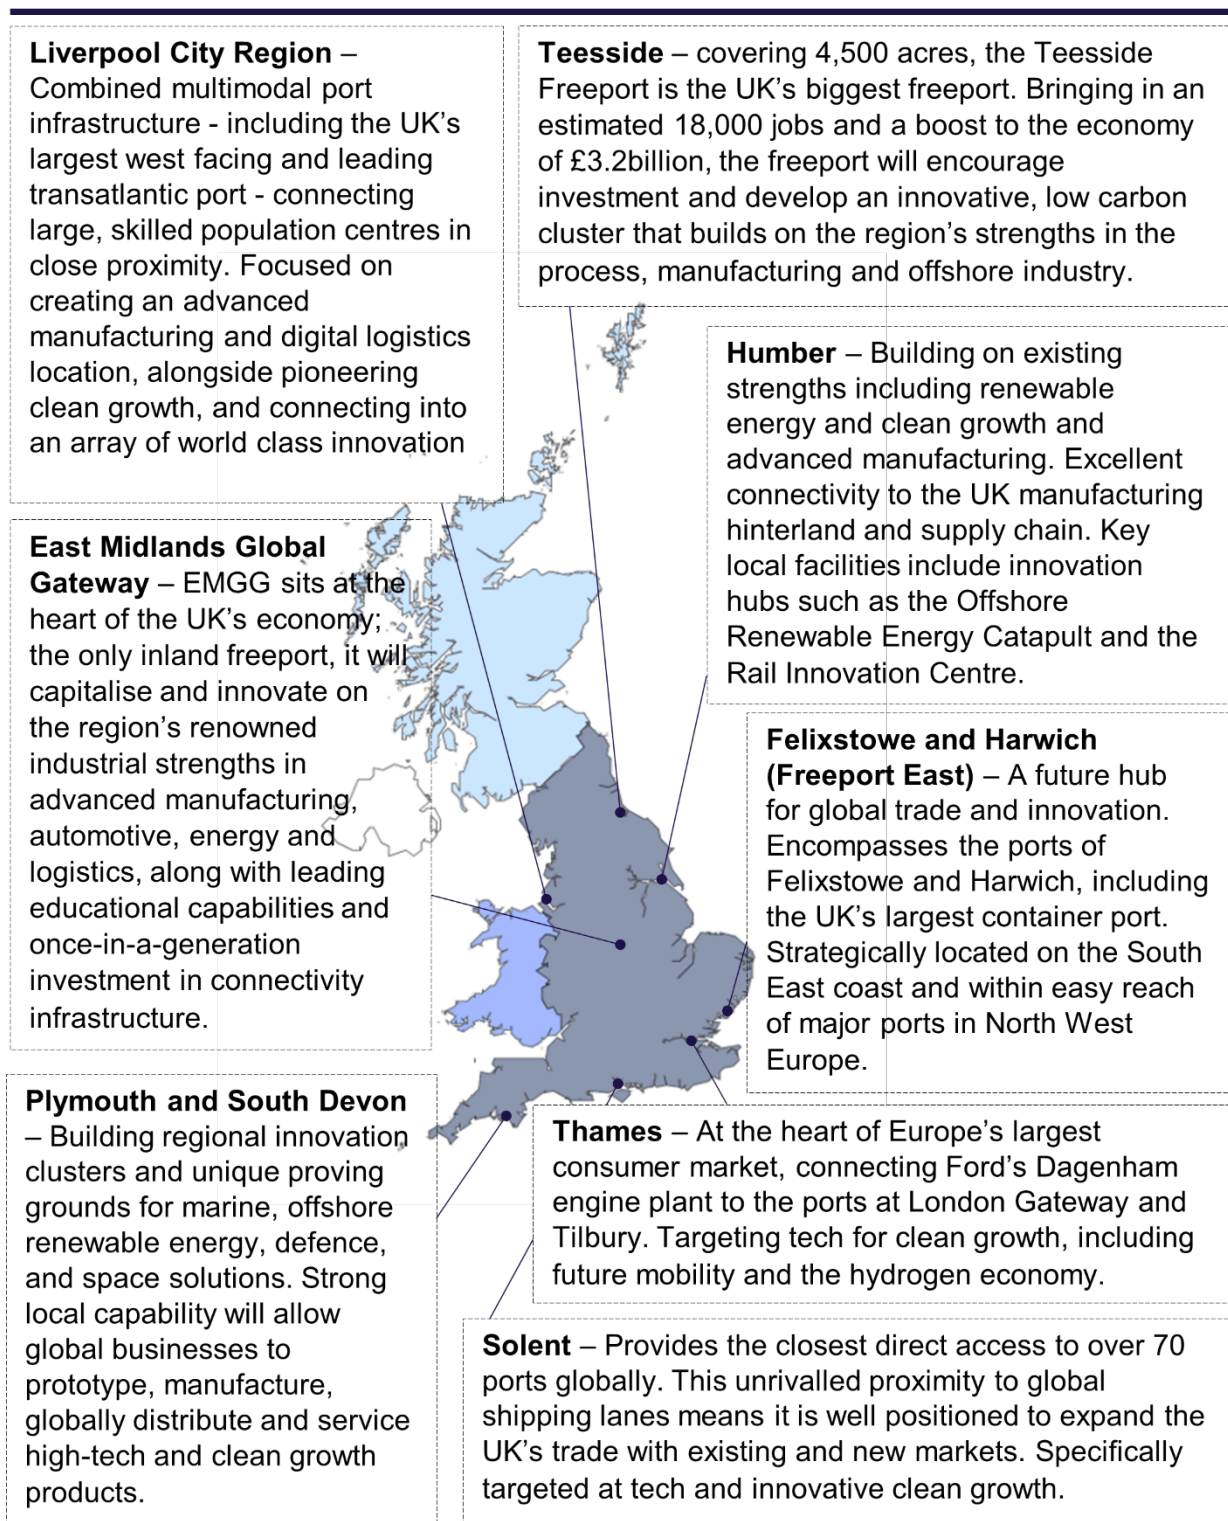 Liverpool City Region –
Combined multimodal port
infrastructure - including the UK’s
largest west facing and leading
transatlantic port - connecting
large, skilled population centres in
close proximity. Focused on
creating an advanced
manufacturing and digital logistics
location, alongside pioneering
clean growth, and connecting into
an array of world class innovation
Teesside – covering 4,500 acres, the Teesside
Freeport is the UK’s biggest freeport. Bringing in an
estimated 18,000 jobs and a boost to the economy
of £3.2billion, the freeport will encourage
investment and develop an innovative, low carbon
cluster that builds on the region’s strengths in the
process, manufacturing and offshore industry.
Humber – Building on existing
strengths including renewable
energy and clean growth and
advanced manufacturing. Excellent
connectivity to the UK manufacturing
hinterland and supply chain. Key
local facilities include innovation
hubs such as the Offshore
Renewable Energy Catapult and the
Rail Innovation Centre.
East Midlands Global
Gateway – EMGG sits at the
heart of the UK’s economy;
the only inland freeport, it will
capitalise and innovate on
the region’s renowned
industrial strengths in
advanced manufacturing,
automotive, energy and
logistics, along with leading
educational capabilities and
once-in-a-generation
investment in connectivity
infrastructure.
Felixstowe and Harwich
(Freeport East) – A future hub
for global trade and innovation.
Encompasses the ports of
Felixstowe and Harwich, including
the UK’s largest container port.
Strategically located on the South
East coast and within easy reach
of major ports in North West
Europe.
Plymouth and South Devon
– Building regional innovation
clusters and unique proving
grounds for marine, offshore
renewable energy, defence,
and space solutions. Strong
local capability will allow
global businesses to
prototype, manufacture,
globally distribute and service
high-tech and clean growth
products.
Thames – At the heart of Europe’s largest
consumer market, connecting Ford’s Dagenham
engine plant to the ports at London Gateway and
Tilbury. Targeting tech for clean growth, including
future mobility and the hydrogen economy.
Solent – Provides the closest direct access to over 70
ports globally. This unrivalled proximity to global
shipping lanes means it is well positioned to expand the
UK’s trade with existing and new markets. Specifically
targeted at tech and innovative clean growth.